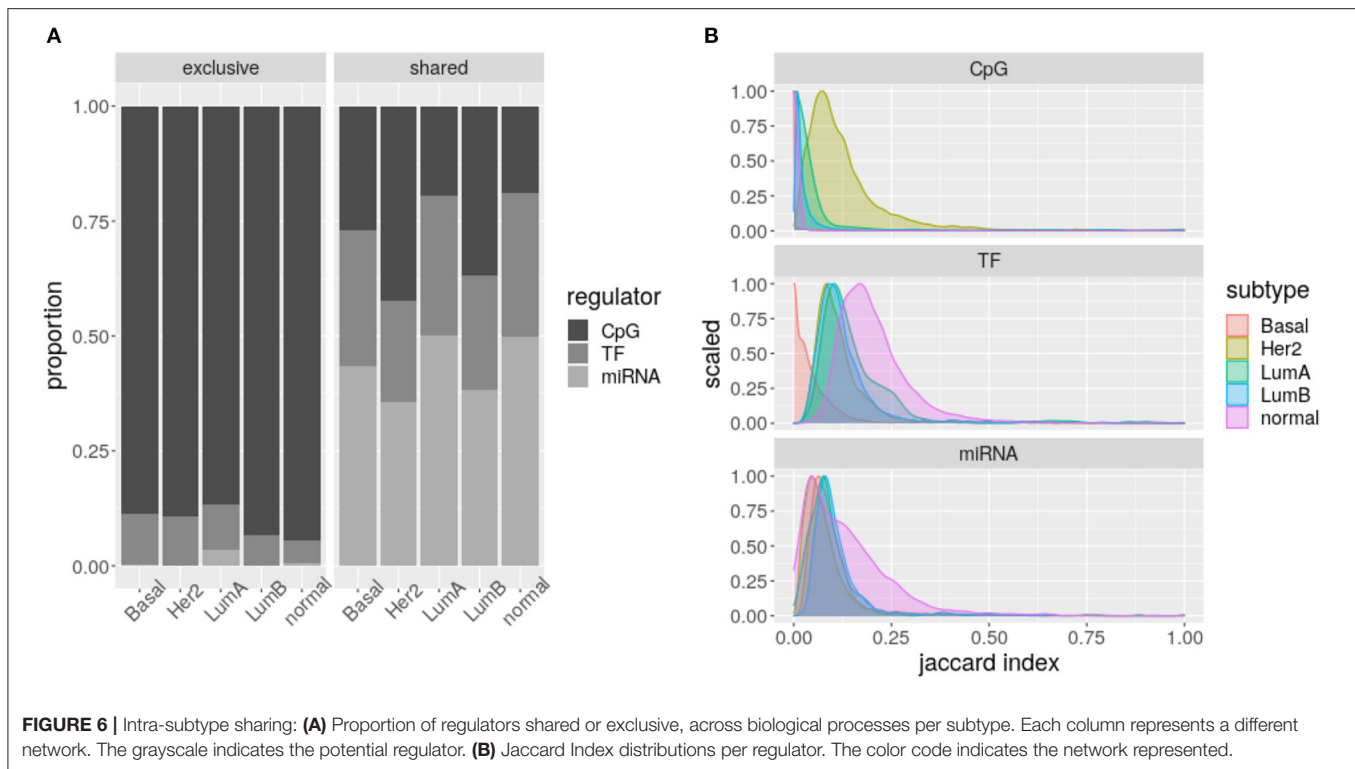 A
exclusive
shared
1.00
0.75
0.50
0.25
0.00
proportion
Basal
Her2
LumA
LumB
normal
Basal
Her2
LumA
LumB
normal
regulator
CpG
TF
miRNA
B
CpG
1.00
0.75
0.50
0.25
0.00
TF
1.00
0.75
0.50
0.25
0.00
miRNA
1.00
0.75
0.50
0.25
0.00
scaled
0.00
0.25
0.50
0.75
1.00
jaccard index
subtype
Basal
Her2
LumA
LumB
normal
FIGURE 6 | Intra-subtype sharing: (A) Proportion of regulators shared or exclusive, across biological processes per subtype. Each column represents a different
network. The grayscale indicates the potential regulator. (B) Jaccard Index distributions per regulator. The color code indicates the network represented.